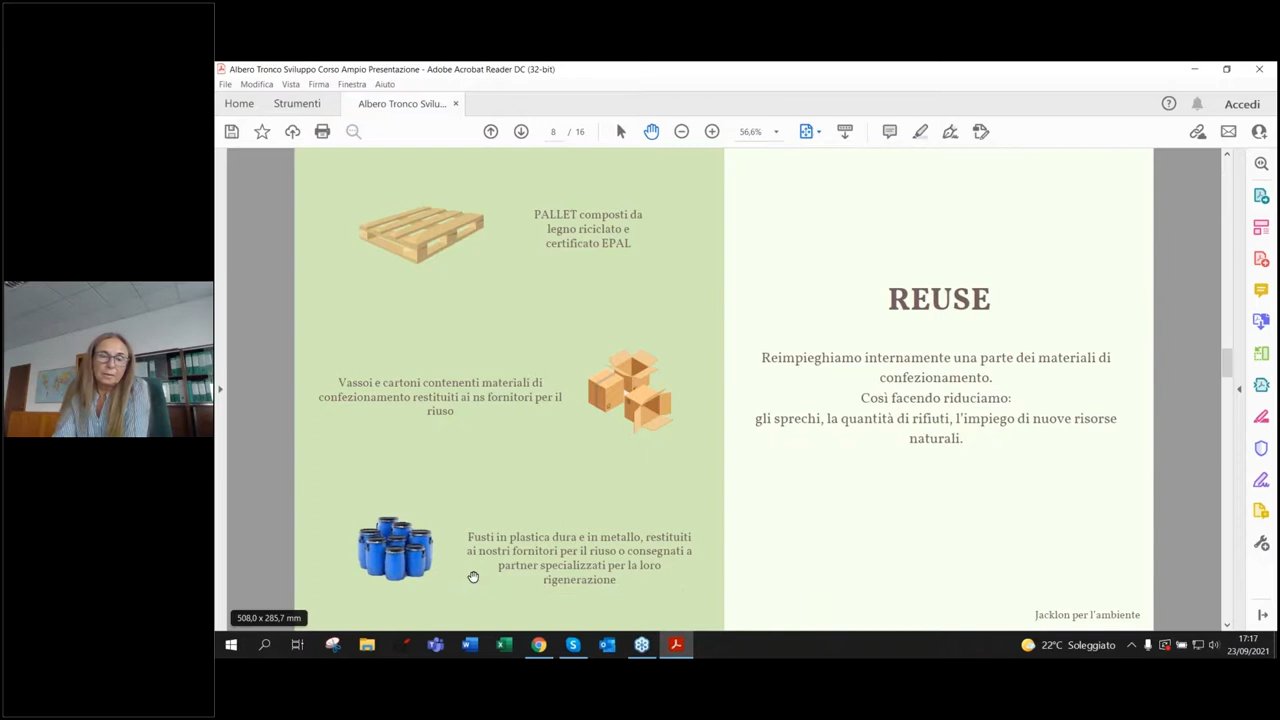 Albero Tronco Sviluppo Corso Ampio Presentazione - Adobe Acrobat Reader DC (32-bit)
File Modifica Vista Firma Finestra Aiuto
Home Strumenti Albero Tronco Svilu... × Accedi
8 / 16 56,6%
PALLET composti da
legno riciclato e
certificato EPAL
Vassoi e cartoni contenenti materiali di
confezionamento restituiti ai ns fornitori per il
riuso
Fusti in plastica dura e in metallo, restituiti
ai nostri fornitori per il riuso o consegnati a
partner specializzati per la loro
rigenerazione
REUSE
Reimpieghiamo internamente una parte dei materiali di
confezionamento.
Così facendo riduciamo:
gli sprechi, la quantità di rifiuti, l'impiego di nuove risorse
naturali.
Jacklon per l'ambiente
508,0 x 285,7 mm
22°C Soleggiato
17:17
23/09/2021